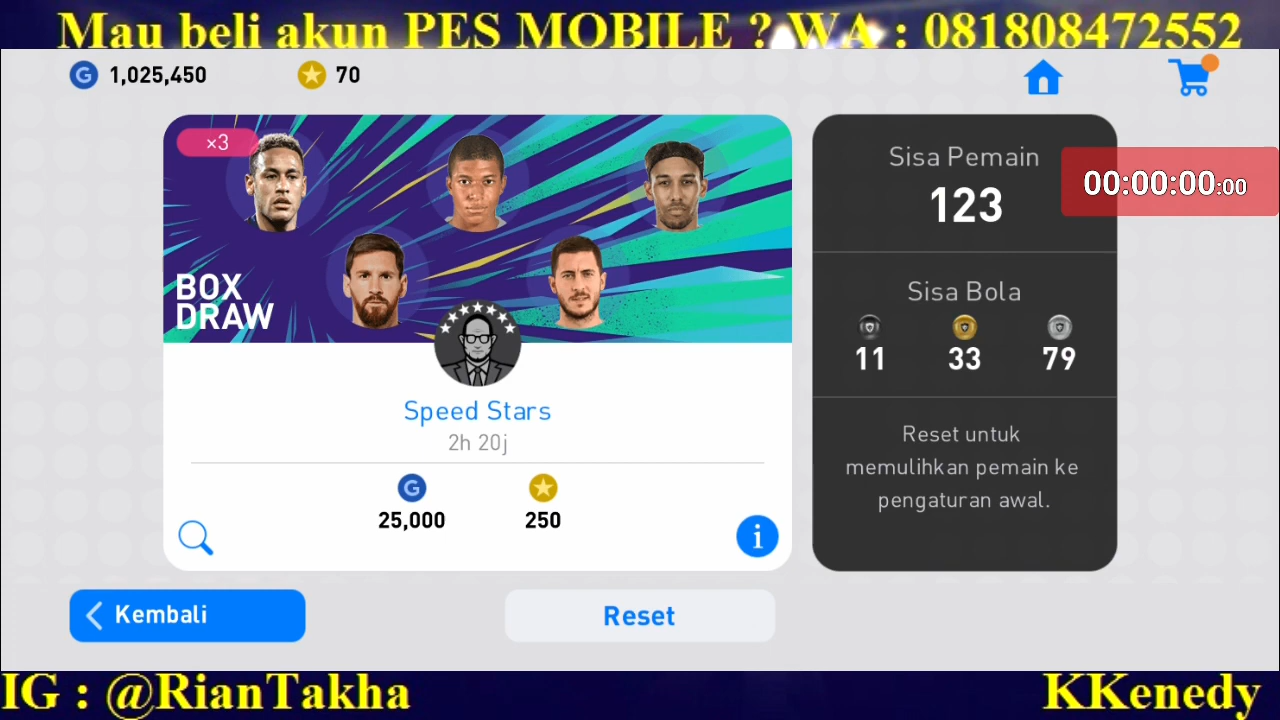 Mau beli akun PES MOBILE ? WA : 081808472552
G 1,025,450 70
×3
BOX
DRAW
Speed Stars
2h 20j
G
25,000 250
i
Sisa Pemain
123
00:00:00:00
Sisa Bola
11 33 79
Reset untuk
memulihkan pemain ke
pengaturan awal.
Kembali
Reset
IG : @RianTakha
KKenedy